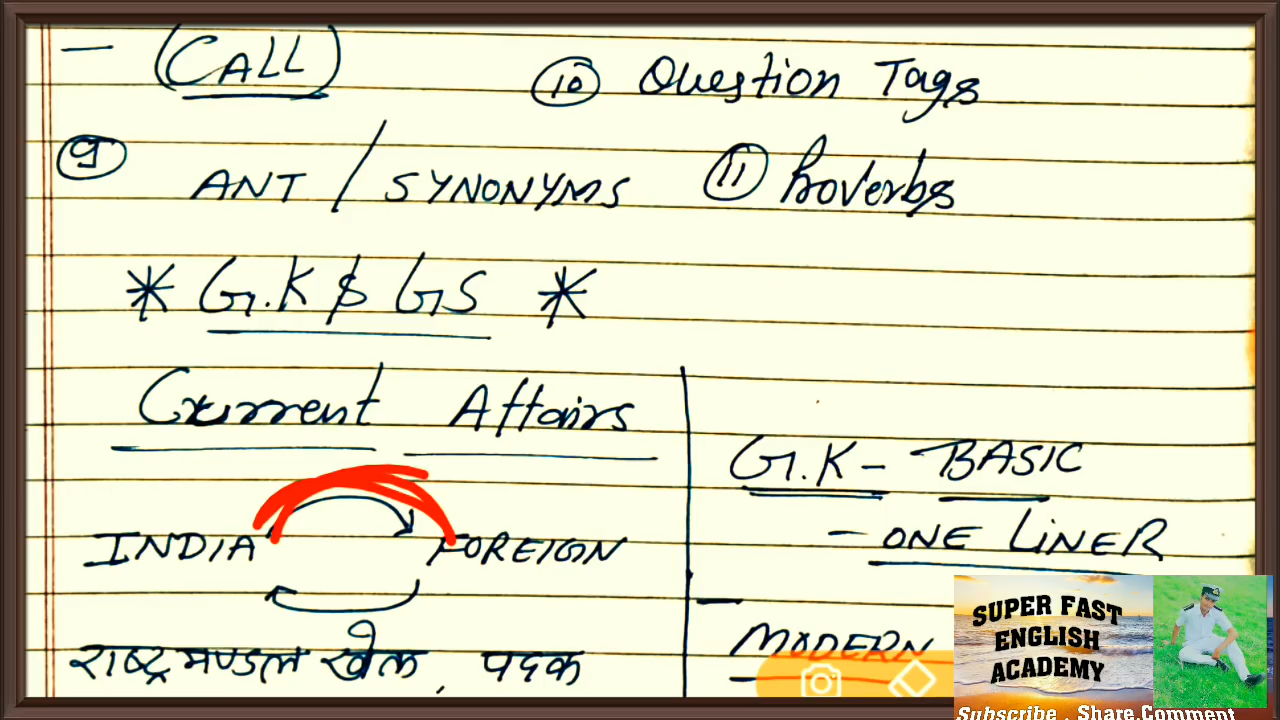 — (CALL)
⑩ Question Tags
⑨ ANT / SYNONYMS
⑪ Proverbs
* G.K & GS *
Current Affairs
INDIA FOREIGN
राष्ट्रमण्डल खेल, पदक
G.K - BASIC
- ONE LINER
MODERN
SUPER FAST
ENGLISH
ACADEMY
Subscribe . Share.Comment